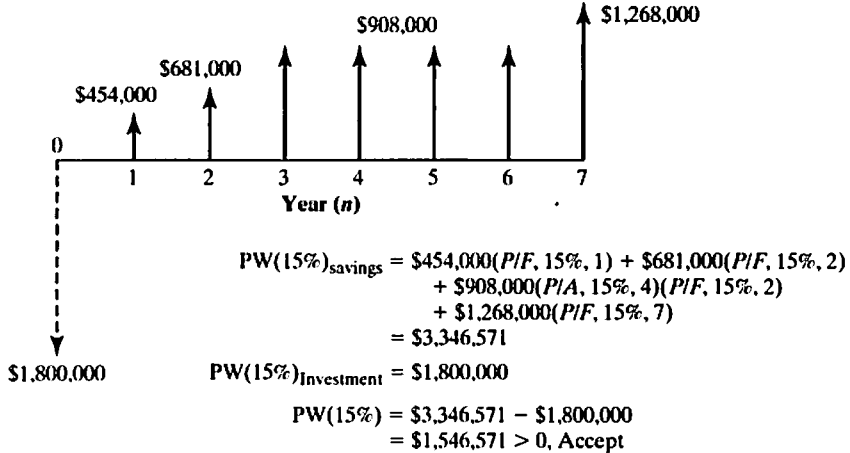 $1,268,000
$908,000
$681,000
$454,000
0
1 2 3 4 5 6 7
Year (n)
$1,800,000
PW(15%)savings = $454,000(P/F, 15%, 1) + $681,000(P/F, 15%, 2)
+ $908,000(P/A, 15%, 4)(P/F, 15%, 2)
+ $1,268,000(P/F, 15%, 7)
= $3,346,571
PW(15%)Investment = $1,800,000
PW(15%) = $3,346,571 − $1,800,000
= $1,546,571 > 0, Accept